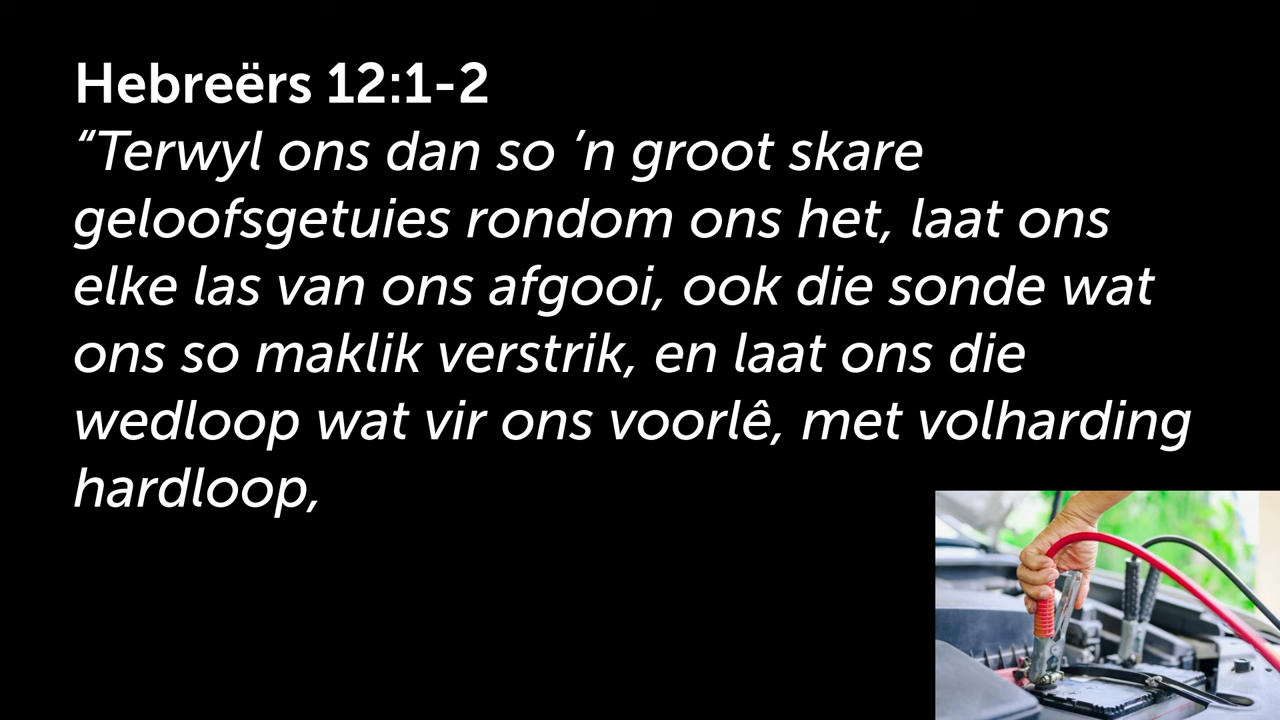 Hebreërs 12:1-2
“Terwyl ons dan so ’n groot skare
geloofsgetuies rondom ons het, laat ons
elke las van ons afgooi, ook die sonde wat
ons so maklik verstrik, en laat ons die
wedloop wat vir ons voorlê, met volharding
hardloop,